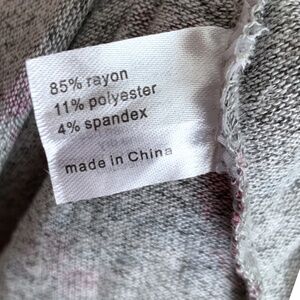 85% rayon
11% polyester
4% spandex
made in China